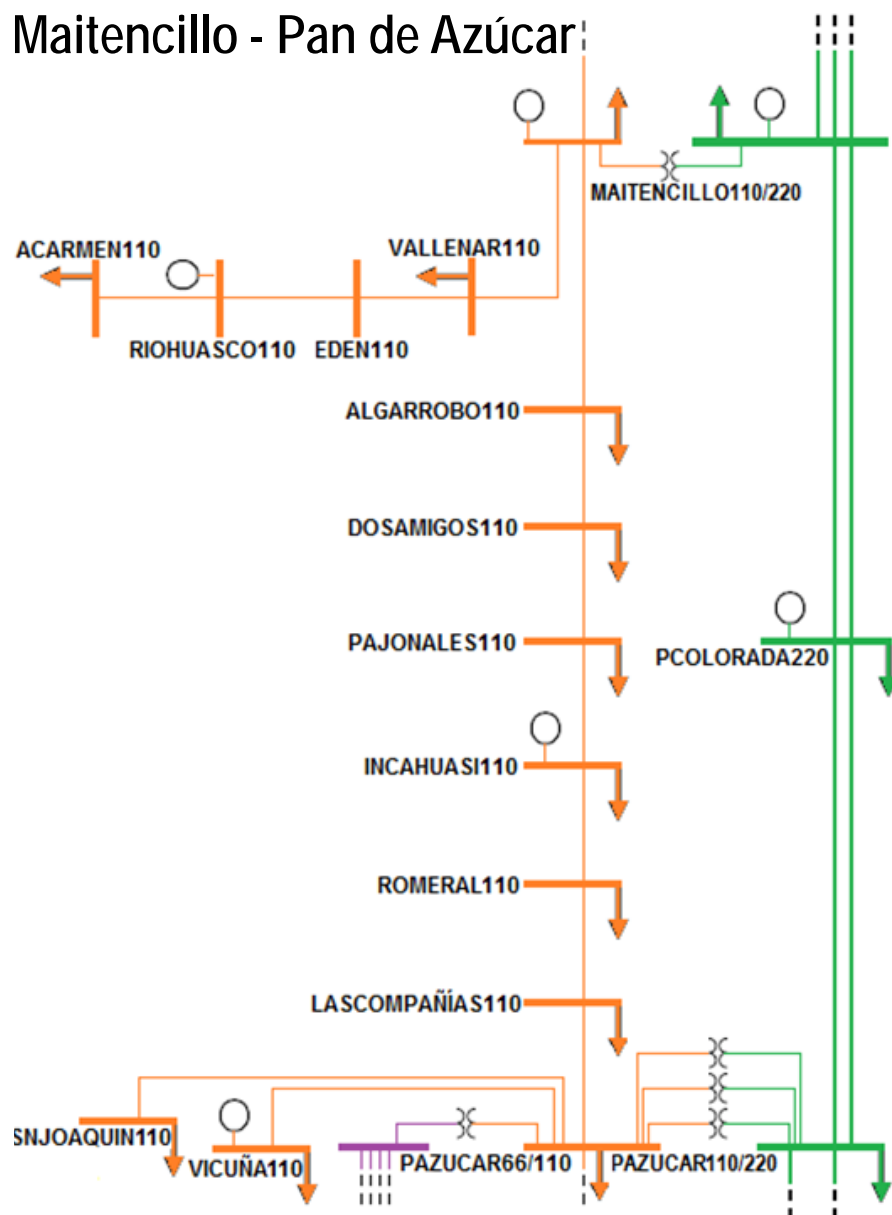 Maitencillo - Pan de Azúcar
MAITENCILLO110/220
ACARMEN110
VALLENAR110
RIOHUASCO110
EDEN110
ALGARROBO110
DOSAMIGOS110
PAJONALES110
PCOLORADA220
INCAHUASI110
ROMERAL110
LASCOMPAÑÍAS110
SNJOAQUIN110
VICUÑA110
PAZUCAR66/110
PAZUCAR110/220